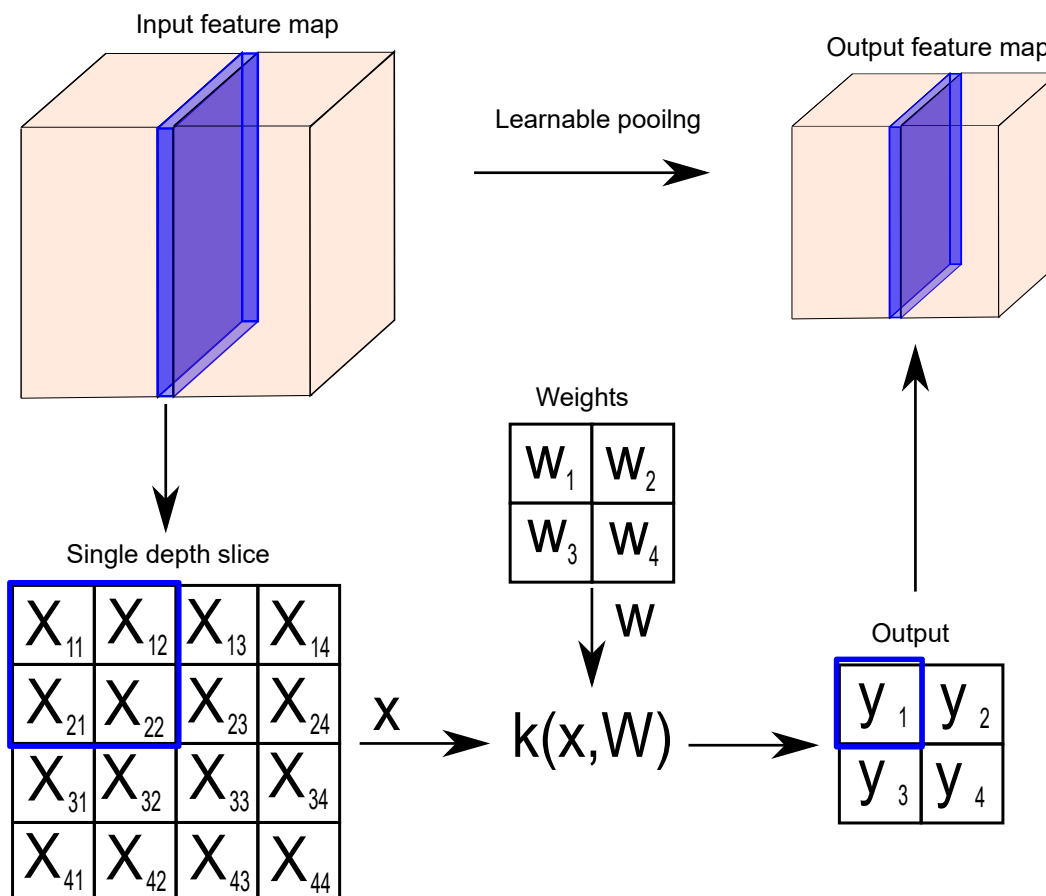 Input feature map
Output feature map
Learnable pooilng
Weights
w1 w2
w3 w4
w
Single depth slice
X11 X12 X13 X14
X21 X22 X23 X24
X31 X32 X33 X34
X41 X42 X43 X44
x
k(x,W)
Output
y1 y2
y3 y4